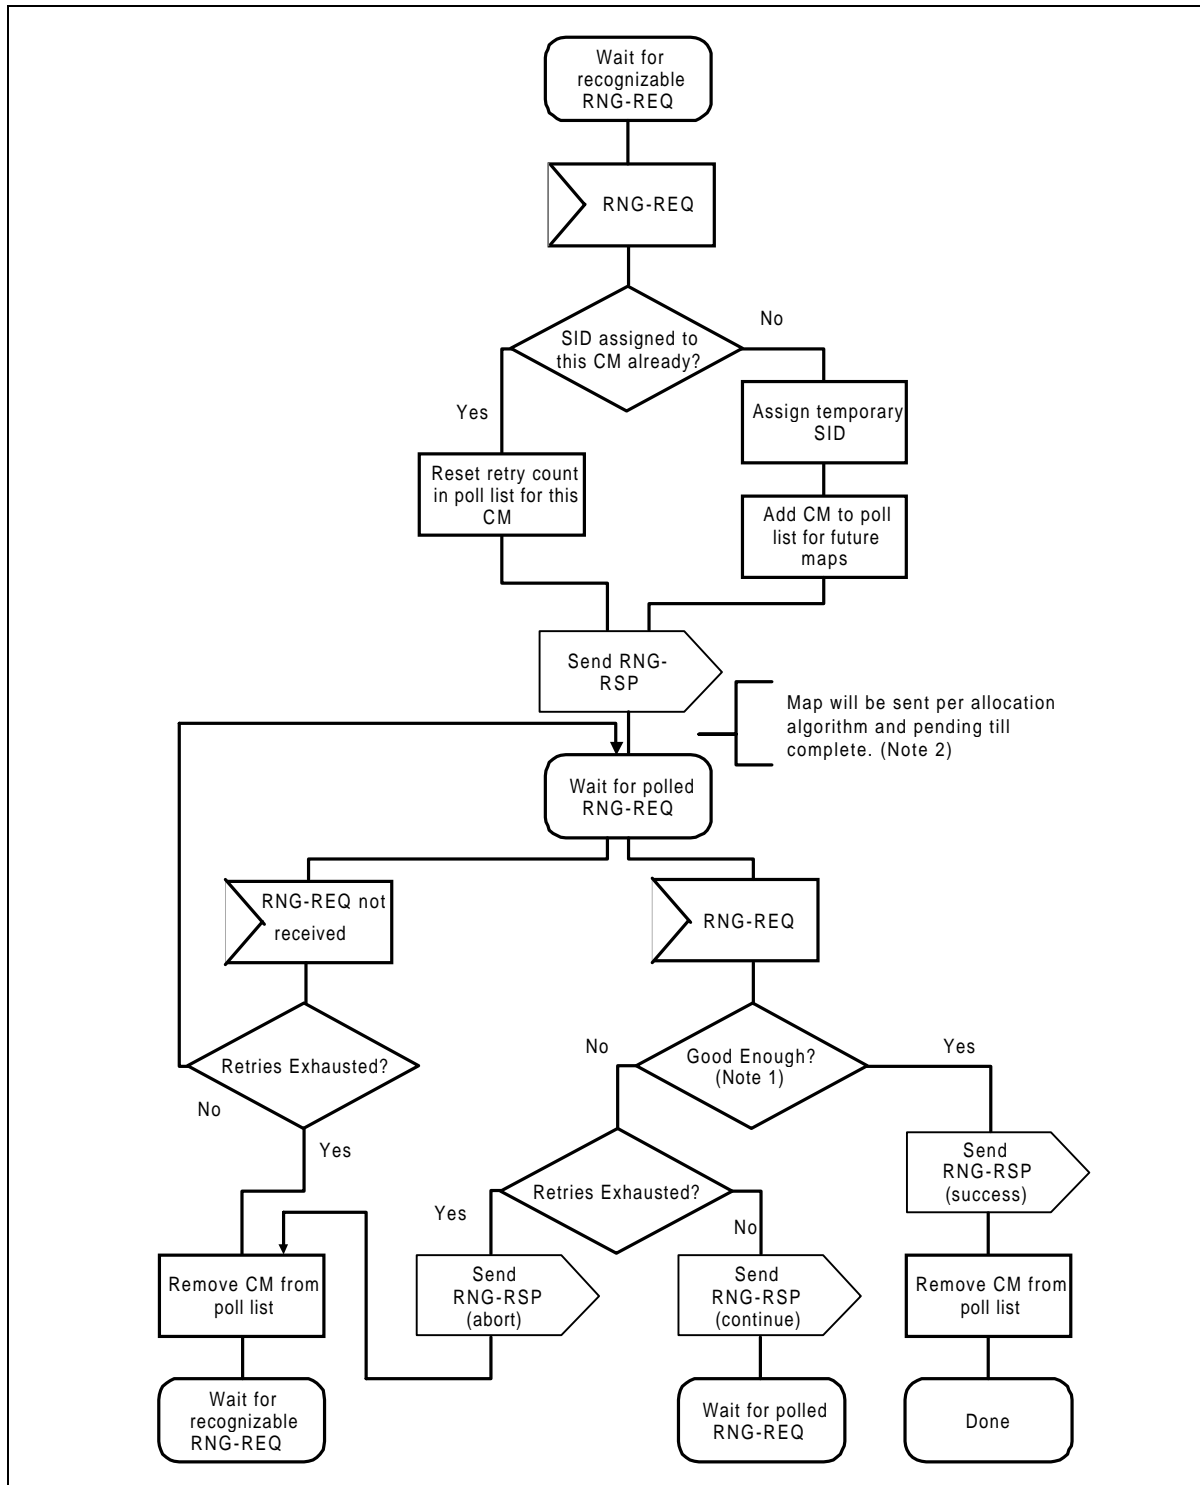 Wait for
recognizable
RNG-REQ
RNG-REQ
SID assigned to
this CM already?
No
Yes
Assign temporary
SID
Reset retry count
in poll list for this
CM
Add CM to poll
list for future
maps
Send RNG-
RSP
Map will be sent per allocation
algorithm and pending till
complete. (Note 2)
Wait for polled
RNG-REQ
RNG-REQ not
received
RNG-REQ
Retries Exhausted?
No
Yes
Good Enough?
(Note 1)
No
Yes
Send
RNG-RSP
(success)
Retries Exhausted?
Yes
No
Remove CM from
poll list
Send
RNG-RSP
(abort)
Send
RNG-RSP
(continue)
Remove CM from
poll list
Wait for
recognizable
RNG-REQ
Wait for polled
RNG-REQ
Done